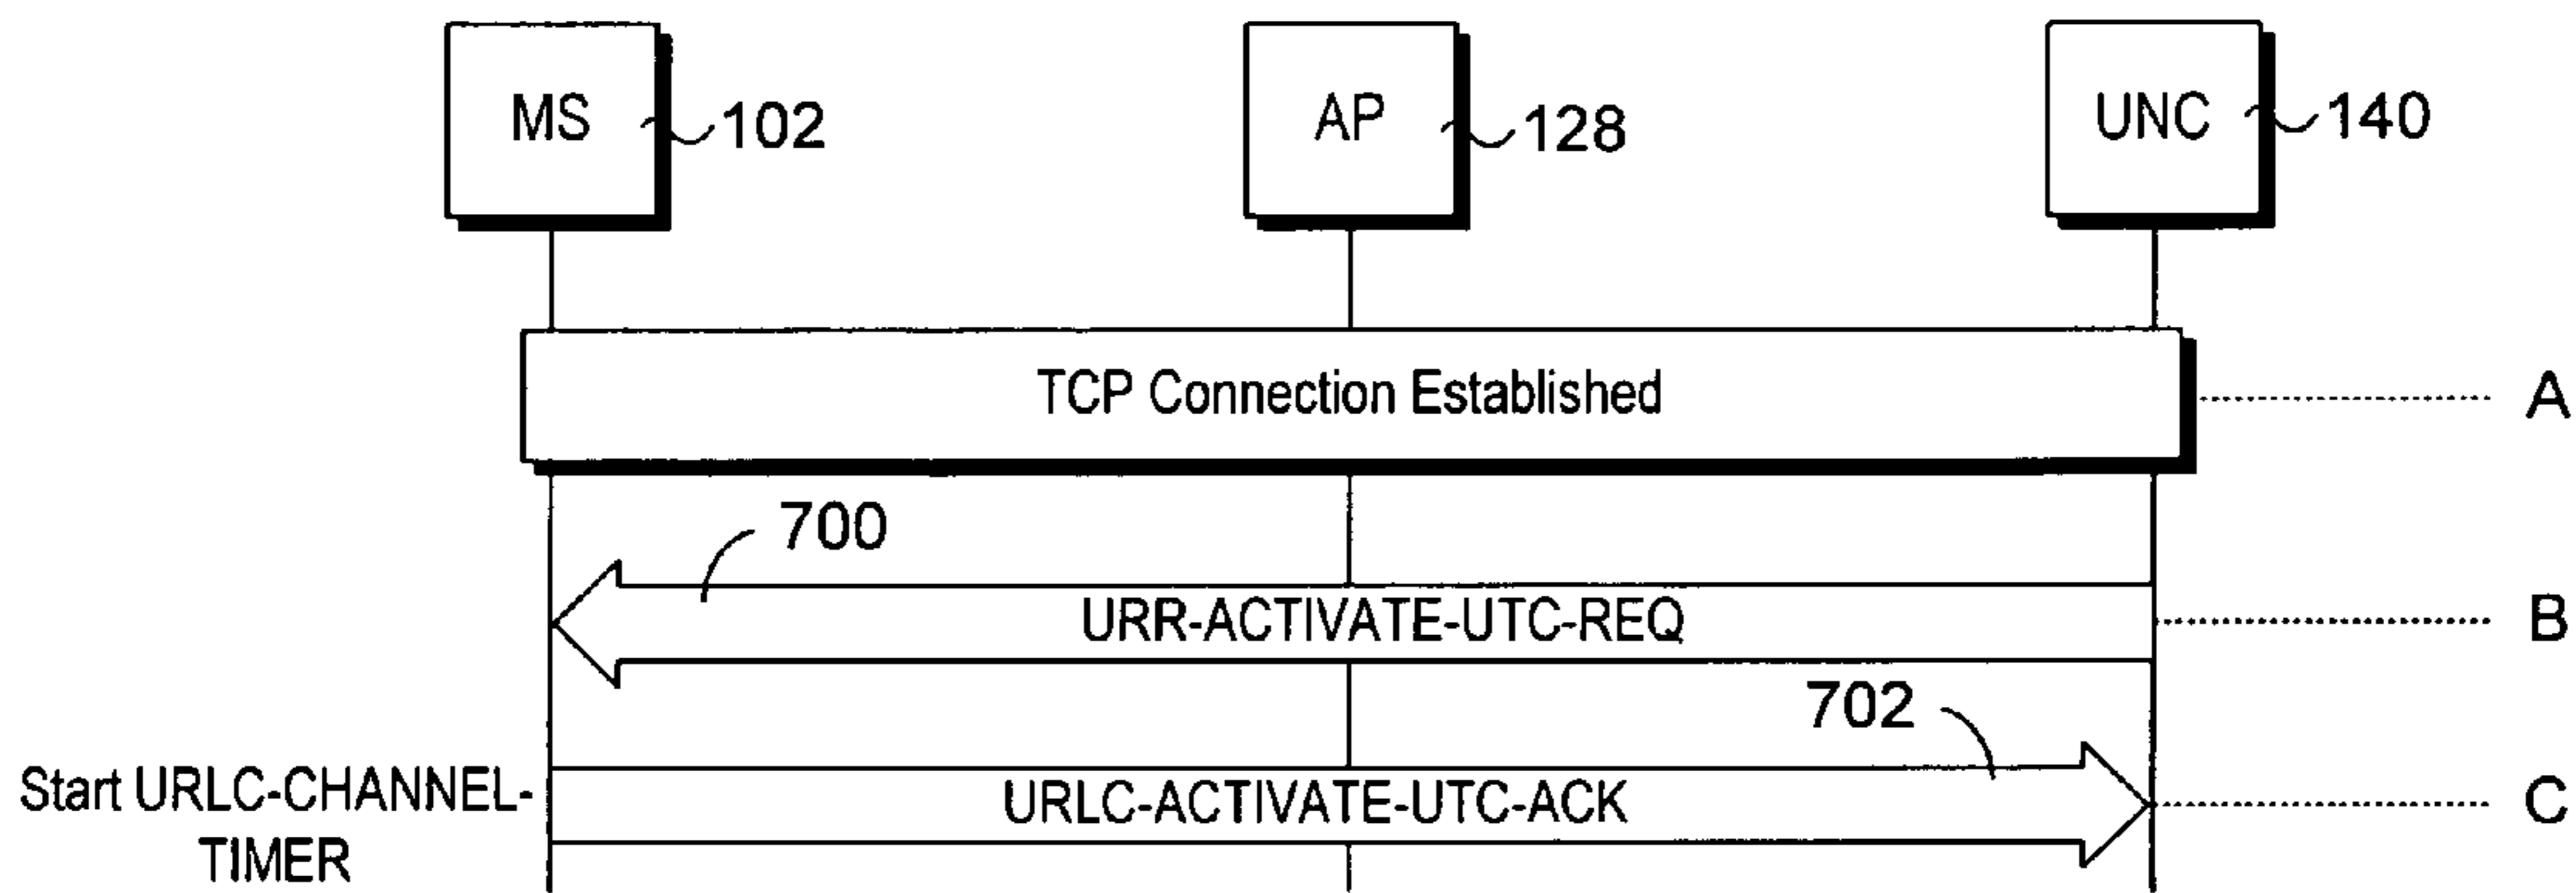 MS
102
AP
128
UNC
140
TCP Connection Established
A
700
URR-ACTIVATE-UTC-REQ
B
702
Start URLC-CHANNEL-
TIMER
URLC-ACTIVATE-UTC-ACK
C